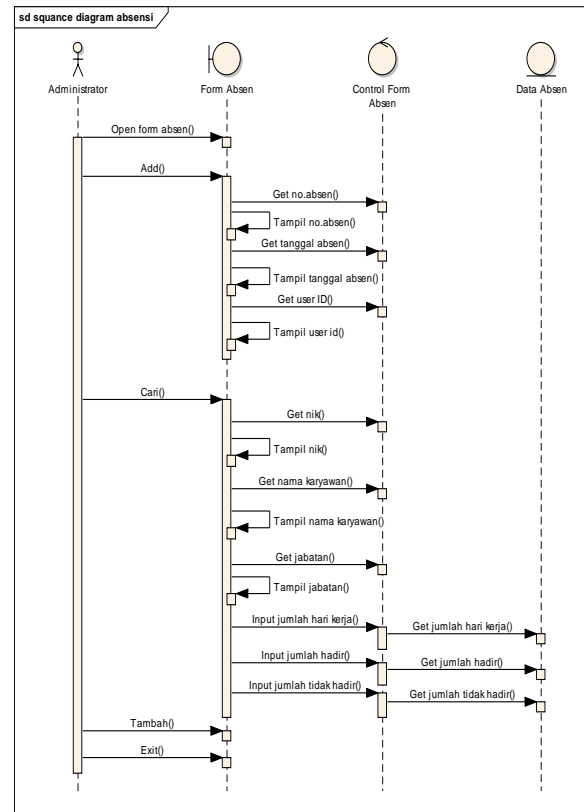 sd squance diagram absensi
Administrator
Form Absen
Control Form
Absen
Data Absen
Open form absen()
Add()
Get no.absen()
Tampil no.absen()
Get tanggal absen()
Tampil tanggal absen()
Get user ID()
Tampil user id()
Cari()
Get nik()
Tampil nik()
Get nama karyawan()
Tampil nama karyawan()
Get jabatan()
Tampil jabatan()
Input jumlah hari kerja()
Get jumlah hari kerja()
Input jumlah hadir()
Get jumlah hadir()
Input jumlah tidak hadir()
Get jumlah tidak hadir()
Tambah()
Exit()